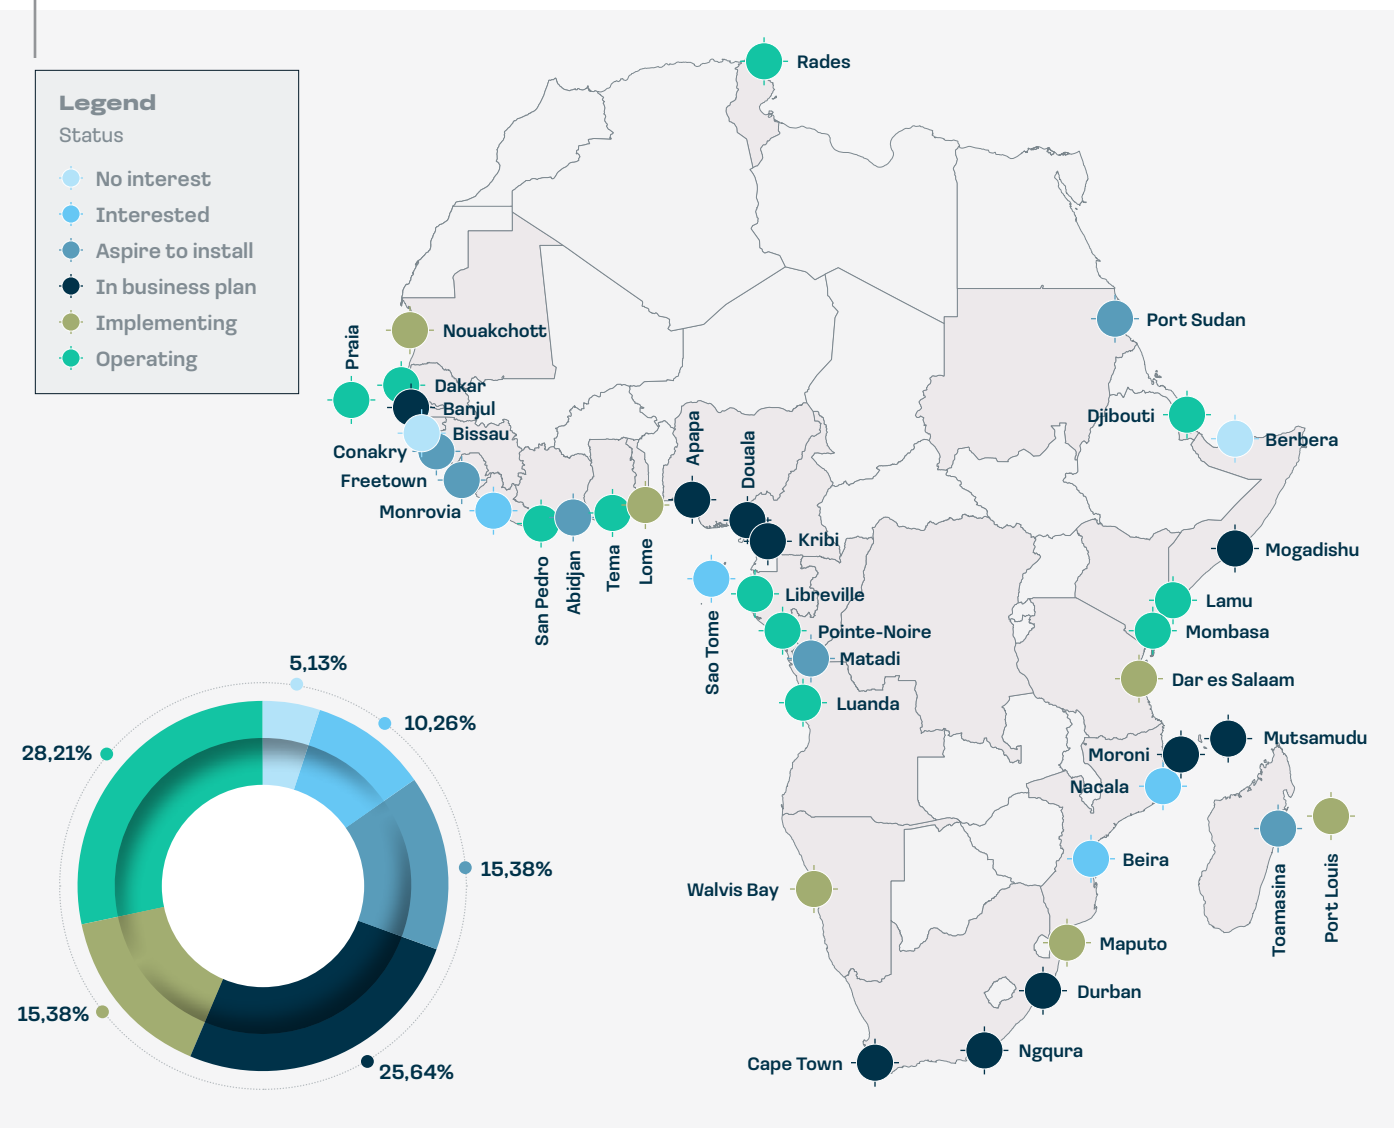 Legend
Status
No interest
Interested
Aspire to install
In business plan
Implementing
Operating
Rades
Port Sudan
Praia
Nouakchott
Dakar
Banjul
Bissau
Conakry
Freetown
Monrovia
San Pedro
Abidjan
Tema
Lome
Apapa
Douala
Kribi
Djibouti
Berbera
Mogadishu
Sao Tome
Libreville
Lamu
Pointe-Noire
Mombasa
Matadi
Dar es Salaam
Luanda
Mutsamudu
Moroni
Nacala
Beira
Toamasina
Port Louis
Walvis Bay
Maputo
Durban
Ngqura
Cape Town
5,13%
10,26%
28,21%
15,38%
15,38%
25,64%